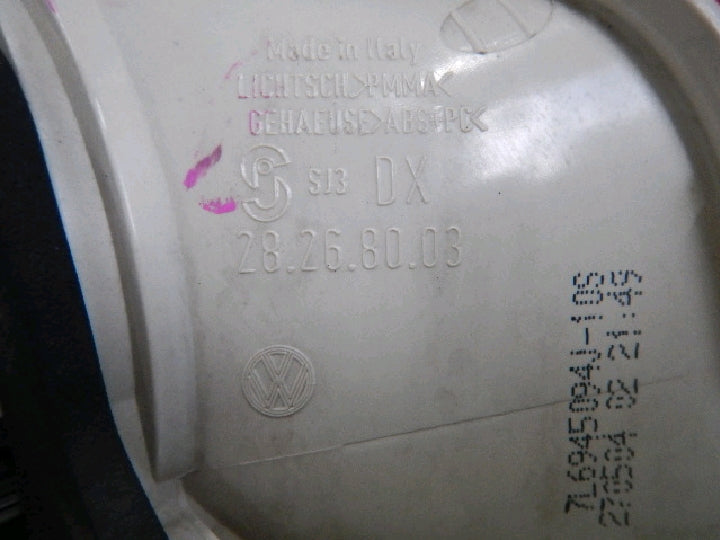 Made in Italy
LICHTSCH>PMMA<
GEHAEUSE>ABS+PC<
SI3 DX
28.26.80.03
7L6945094J-10S
270504 02 21:49